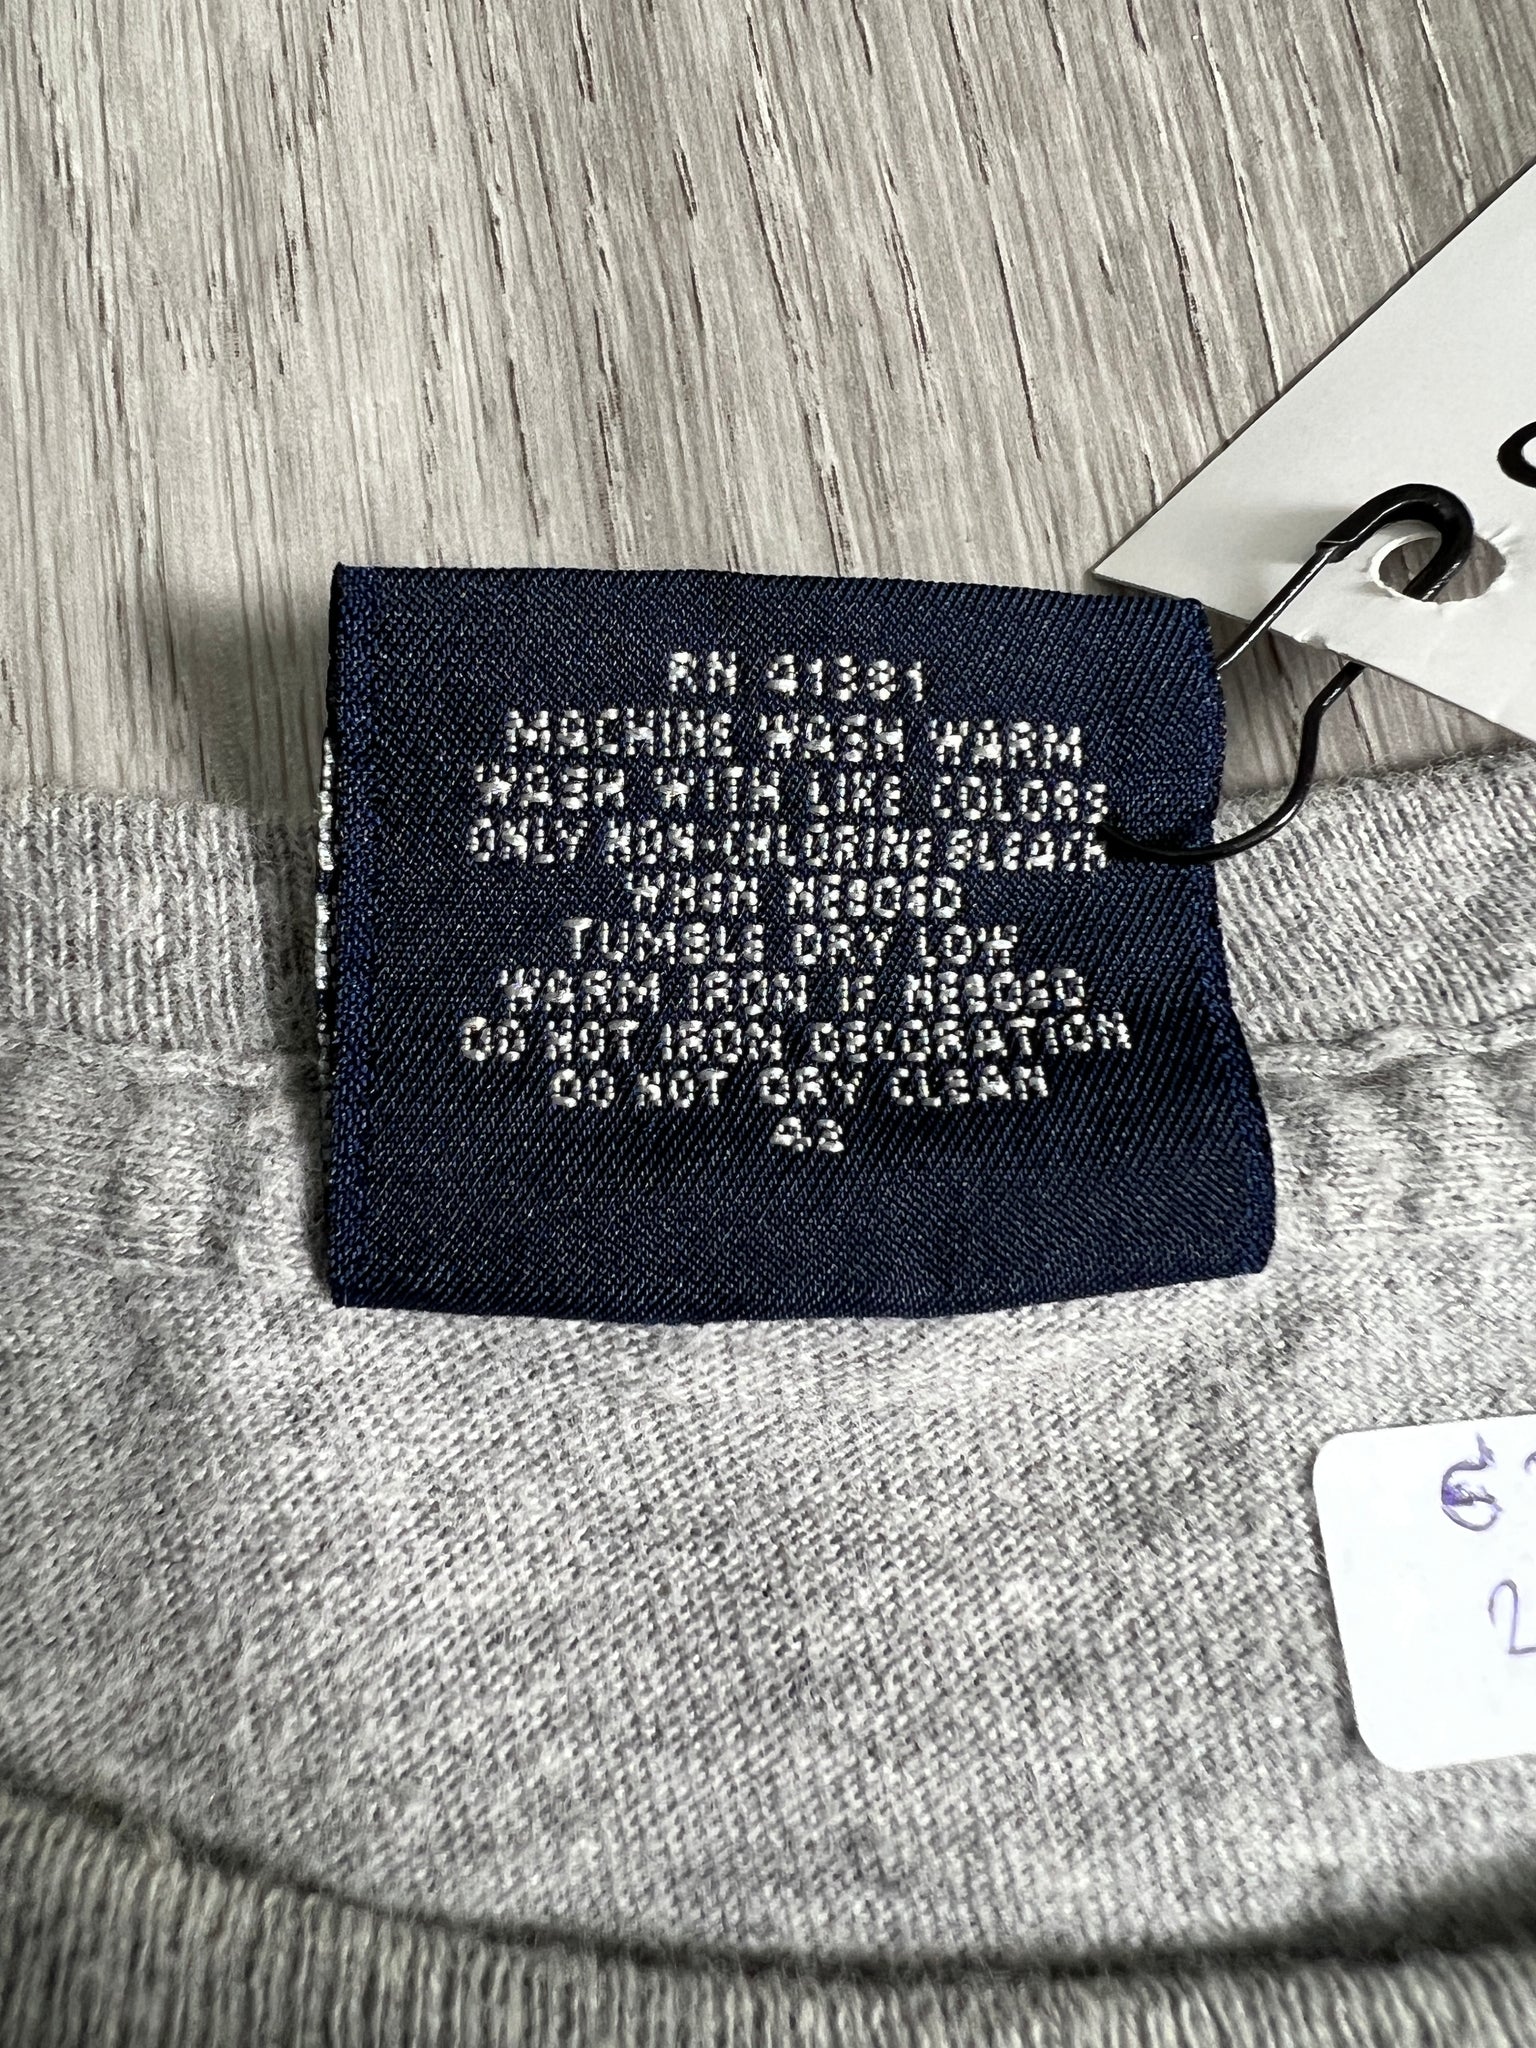 RN 41381
MACHINE WASH WARM
WASH WITH LIKE COLORS
ONLY NON-CHLORINE BLEACH
WHEN NEEDED
TUMBLE DRY LOW
WARM IRON IF NEEDED
DO NOT IRON DECORATION
DO NOT DRY CLEAN
2